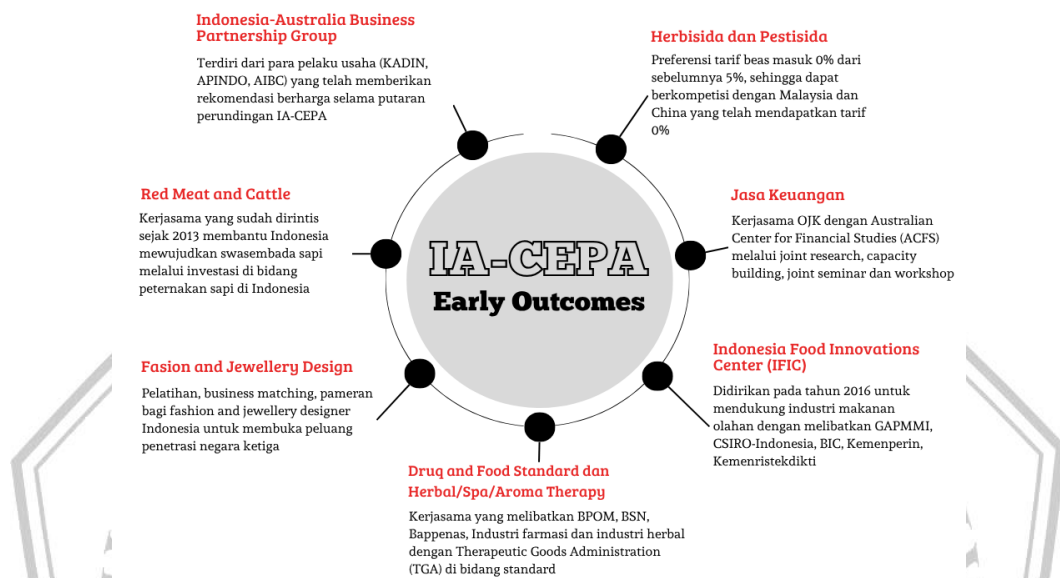 Indonesia-Australia Business
Partnership Group
Terdiri dari para pelaku usaha (KADIN,
APINDO, AIBC) yang telah memberikan
rekomendasi berharga selama putaran
perundingan IA-CEPA
Herbisida dan Pestisida
Preferensi tarif beas masuk 0% dari
sebelumnya 5%, sehingga dapat
berkompetisi dengan Malaysia dan
China yang telah mendapatkan tarif
0%
Red Meat and Cattle
Kerjasama yang sudah dirintis
sejak 2013 membantu Indonesia
mewujudkan swasembada sapi
melalui investasi di bidang
peternakan sapi di Indonesia
Jasa Keuangan
Kerjasama OJK dengan Australian
Center for Financial Studies (ACFS)
melalui joint research, capacity
building, joint seminar dan workshop
IA-CEPA
Early Outcomes
Fasion and Jewellery Design
Pelatihan, business matching, pameran
bagi fashion and jewellery designer
Indonesia untuk membuka peluang
penetrasi negara ketiga
Indonesia Food Innovations
Center (IFIC)
Didirikan pada tahun 2016 untuk
mendukung industri makanan
olahan dengan melibatkan GAPMMI,
CSIRO-Indonesia, BIC, Kemenperin,
Kemenristekdikti
Druq and Food Standard dan
Herbal/Spa/Aroma Therapy
Kerjasama yang melibatkan BPOM, BSN,
Bappenas, Industri farmasi dan industri herbal
dengan Therapeutic Goods Administration
(TGA) di bidang standard